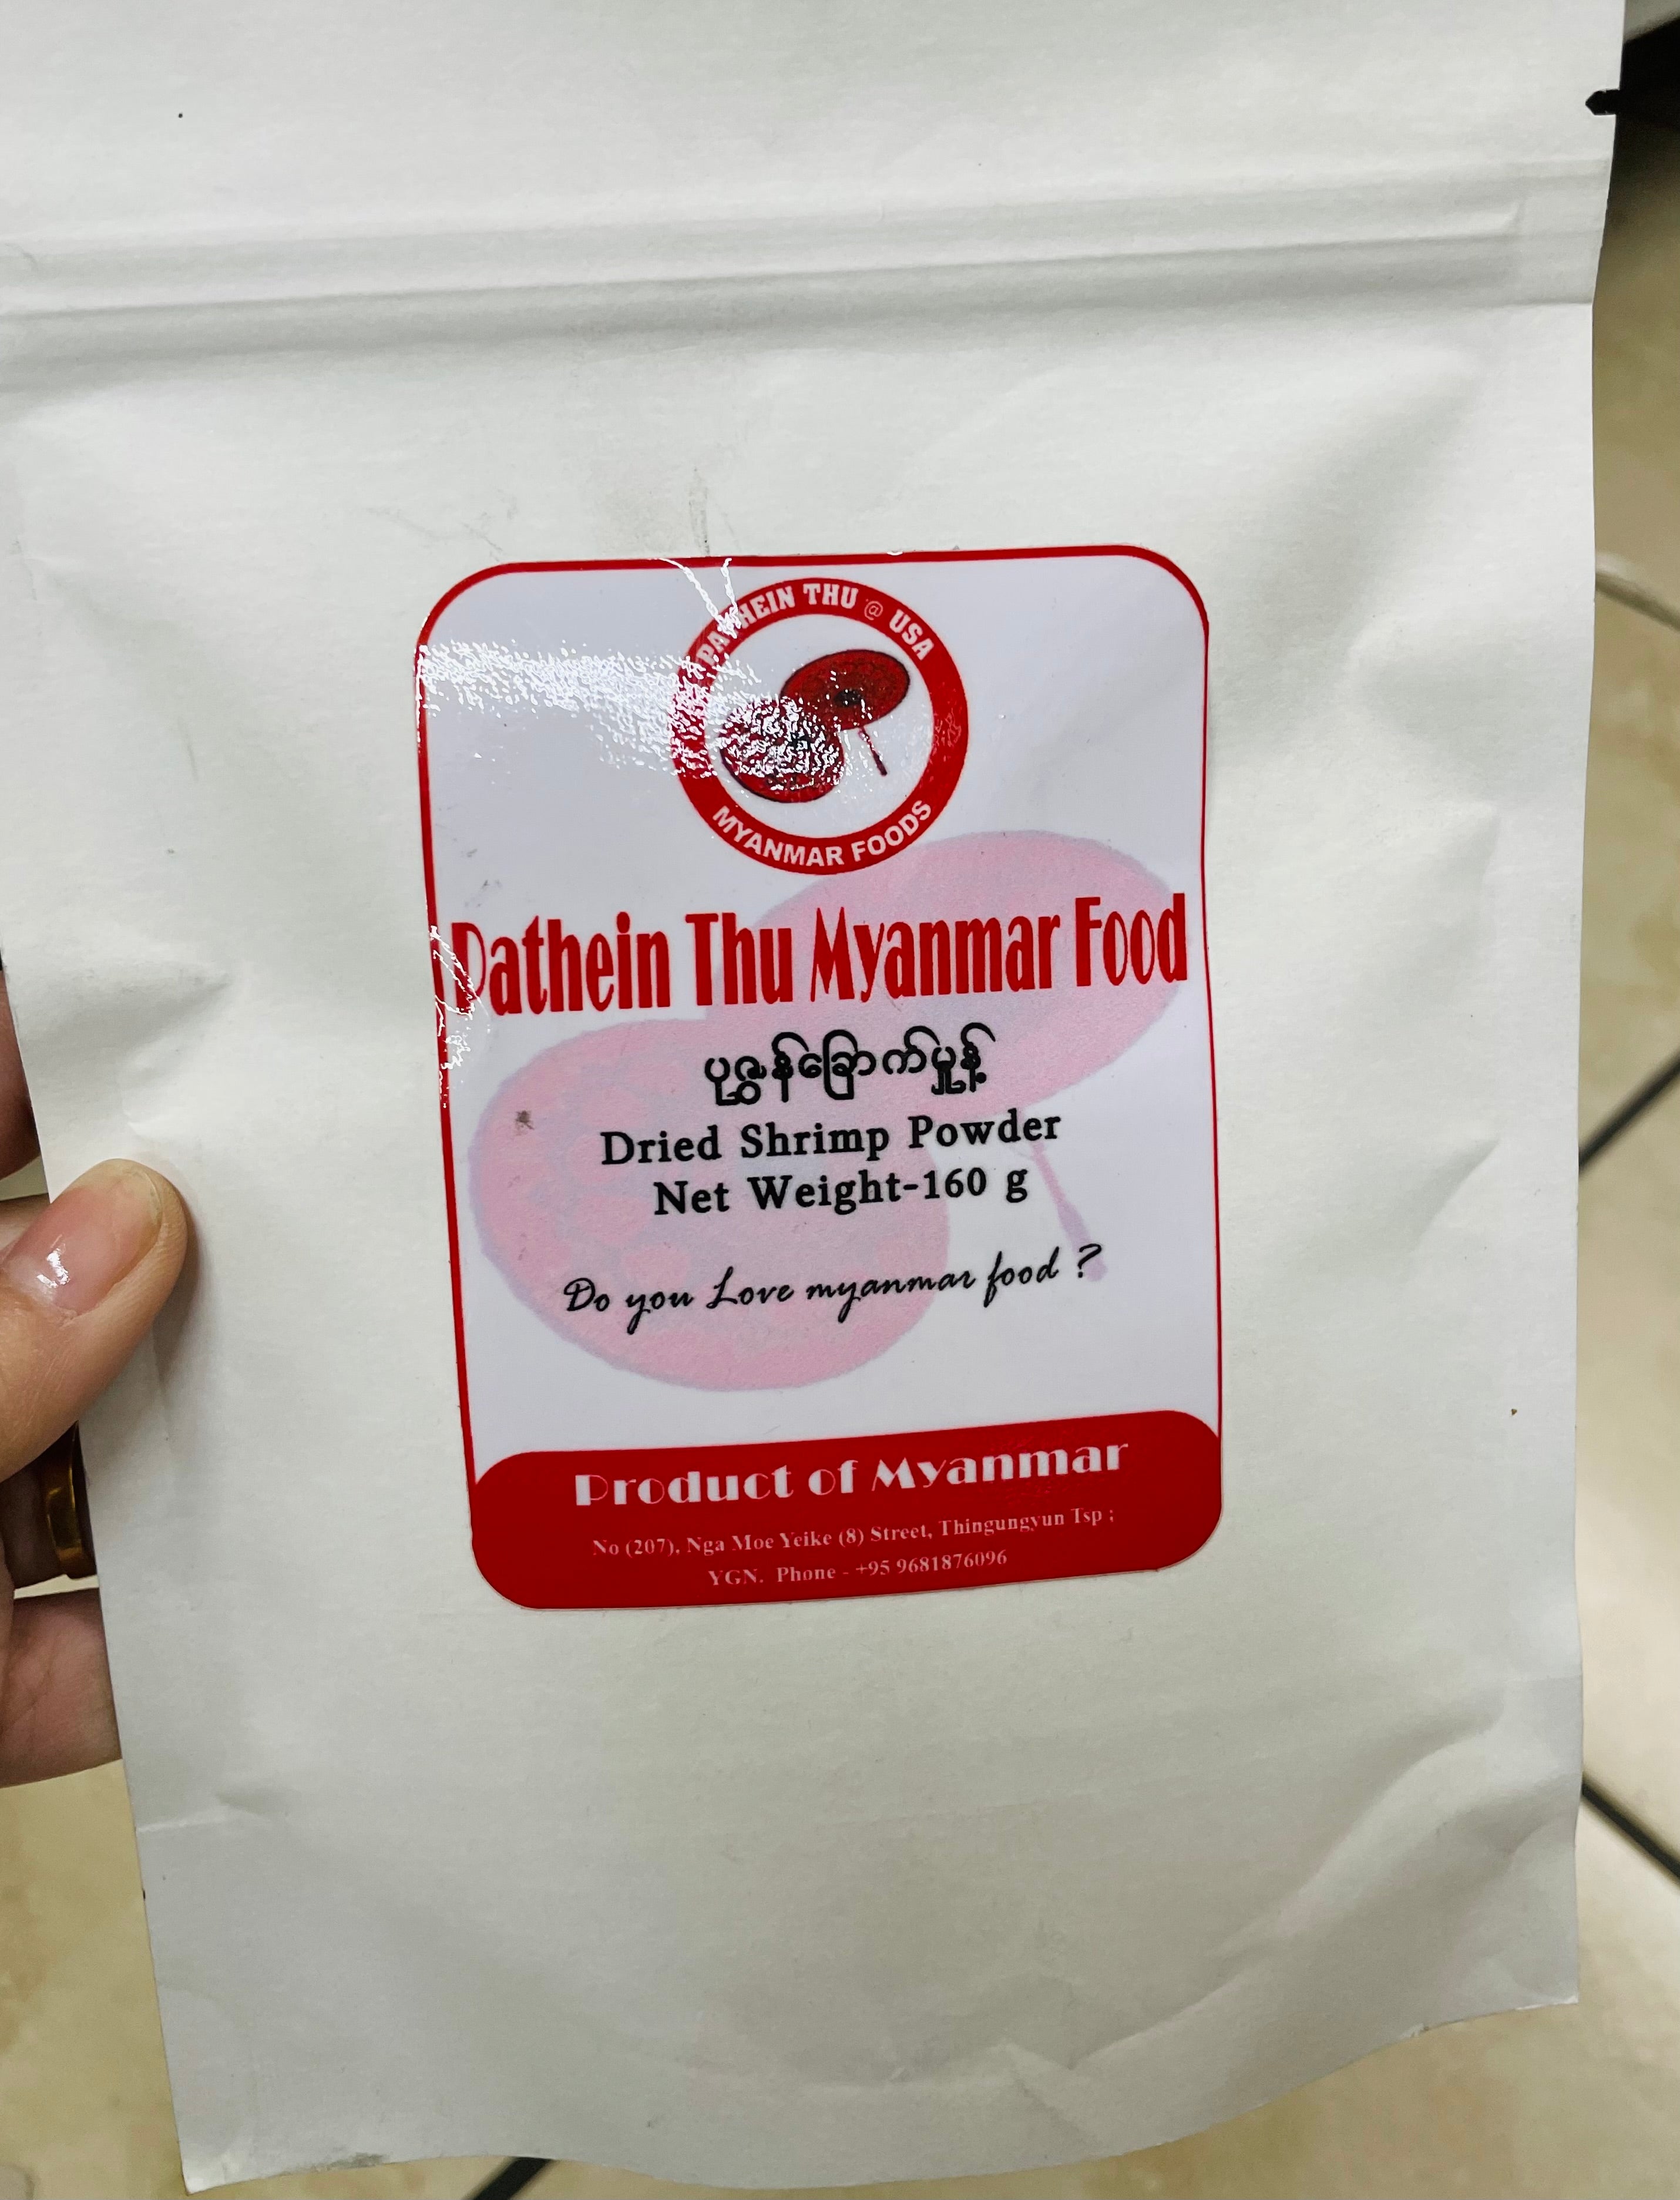 PATHEIN THU @ USA
MYANMAR FOODS
Pathein Thu Myanmar Food
ပုဇွန်ခြောက်မှုန့်
Dried Shrimp Powder
Net Weight-160 g
Do you Love myanmar food ?
Product of Myanmar
No (207), Nga Moe Yeike (8) Street, Thingungyun Tsp ;
YGN. Phone - +95 9681876096